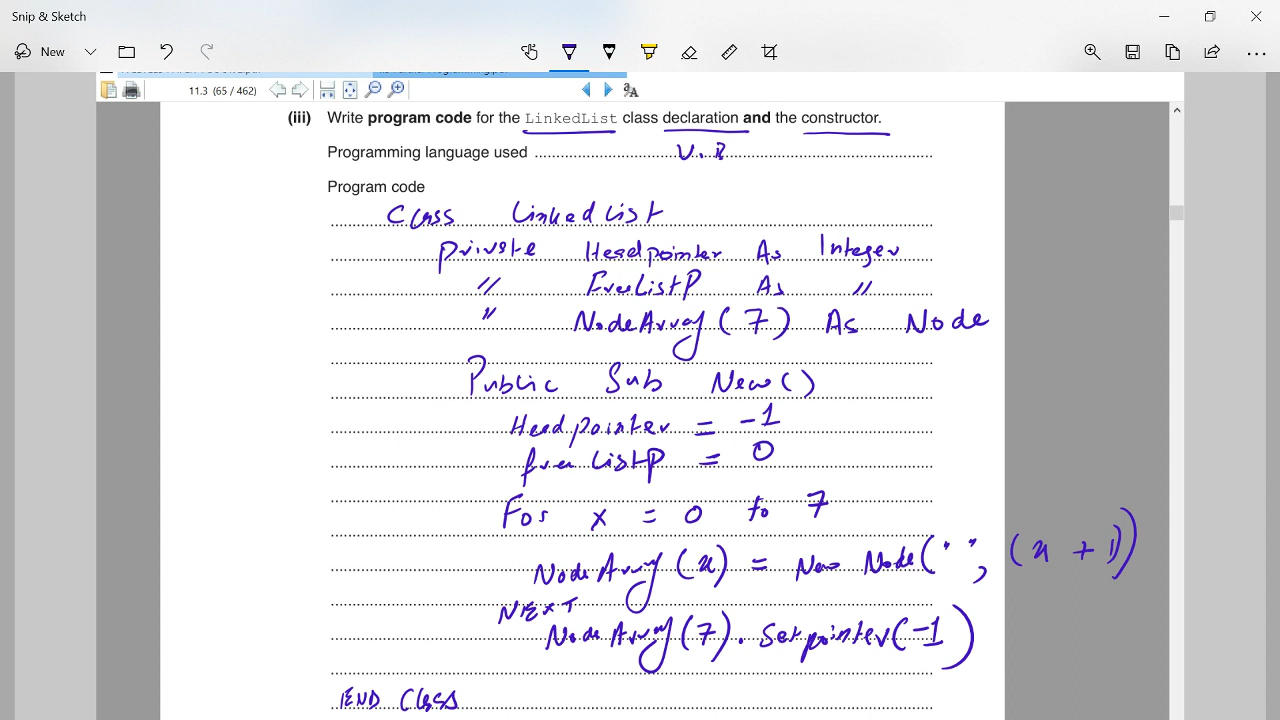 Snip & Sketch
New
11.3 (65 / 462)
(iii) Write program code for the LinkedList class declaration and the constructor.
Programming language used V.B
Program code
Class LinkedList
private Headpointer As Integer
" FreeListP As "
" NodeArray(7) As Node
Public Sub New()
Headpointer = -1
freeListP = 0
For x = 0 to 7
NodeArray(x) = New Node(" ", (x + 1))
NEXT
NodeArray(7).Setpointer(-1)
END Class